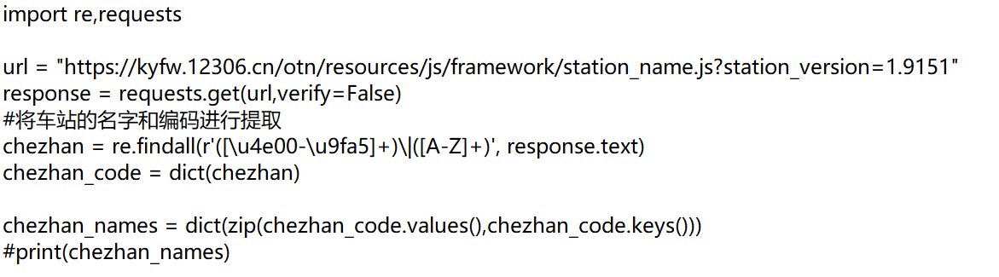 import re,requests
url = "https://kyfw.12306.cn/otn/resources/js/framework/station_name.js?station_version=1.9151"
response = requests.get(url,verify=False)
#将车站的名字和编码进行提取
chezhan = re.findall(r'([\u4e00-\u9fa5]+)\|([A-Z]+)', response.text)
chezhan_code = dict(chezhan)
chezhan_names = dict(zip(chezhan_code.values(),chezhan_code.keys()))
#print(chezhan_names)